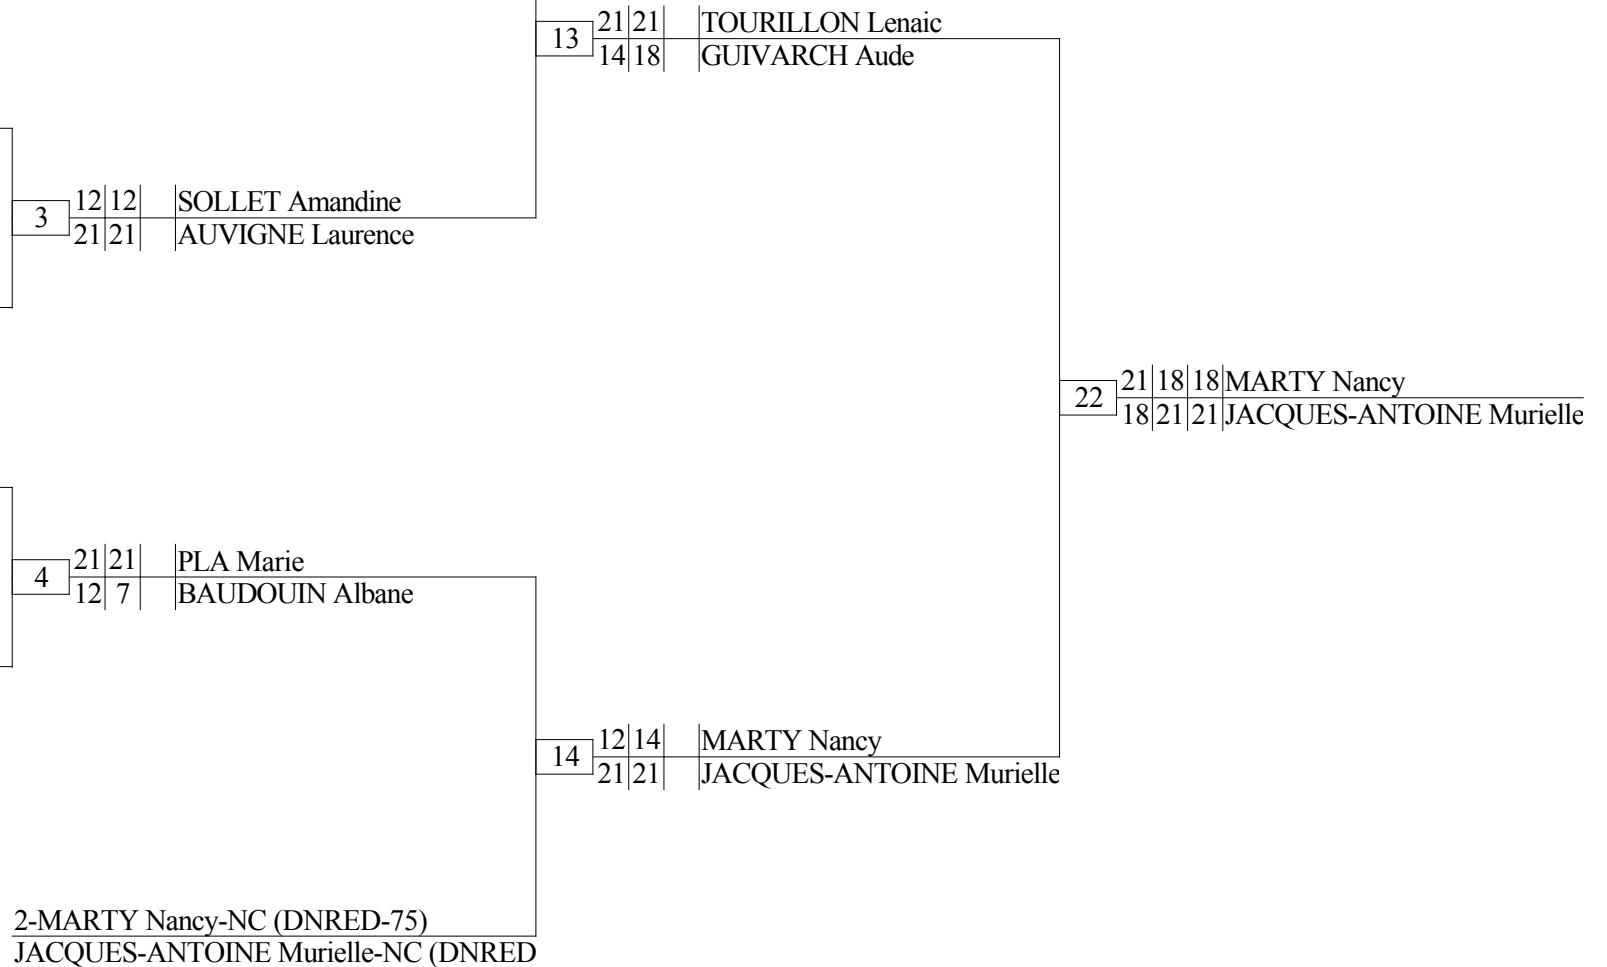 21 21 TOURILLON Lenaic
13
14 18 GUIVARCH Aude
12 12 SOLLET Amandine
3
21 21 AUVIGNE Laurence
21 18 18 MARTY Nancy
22
18 21 21 JACQUES-ANTOINE Murielle
21 21 PLA Marie
4
12 7 BAUDOUIN Albane
12 14 MARTY Nancy
14
21 21 JACQUES-ANTOINE Murielle
2-MARTY Nancy-NC (DNRED-75)
JACQUES-ANTOINE Murielle-NC (DNRED